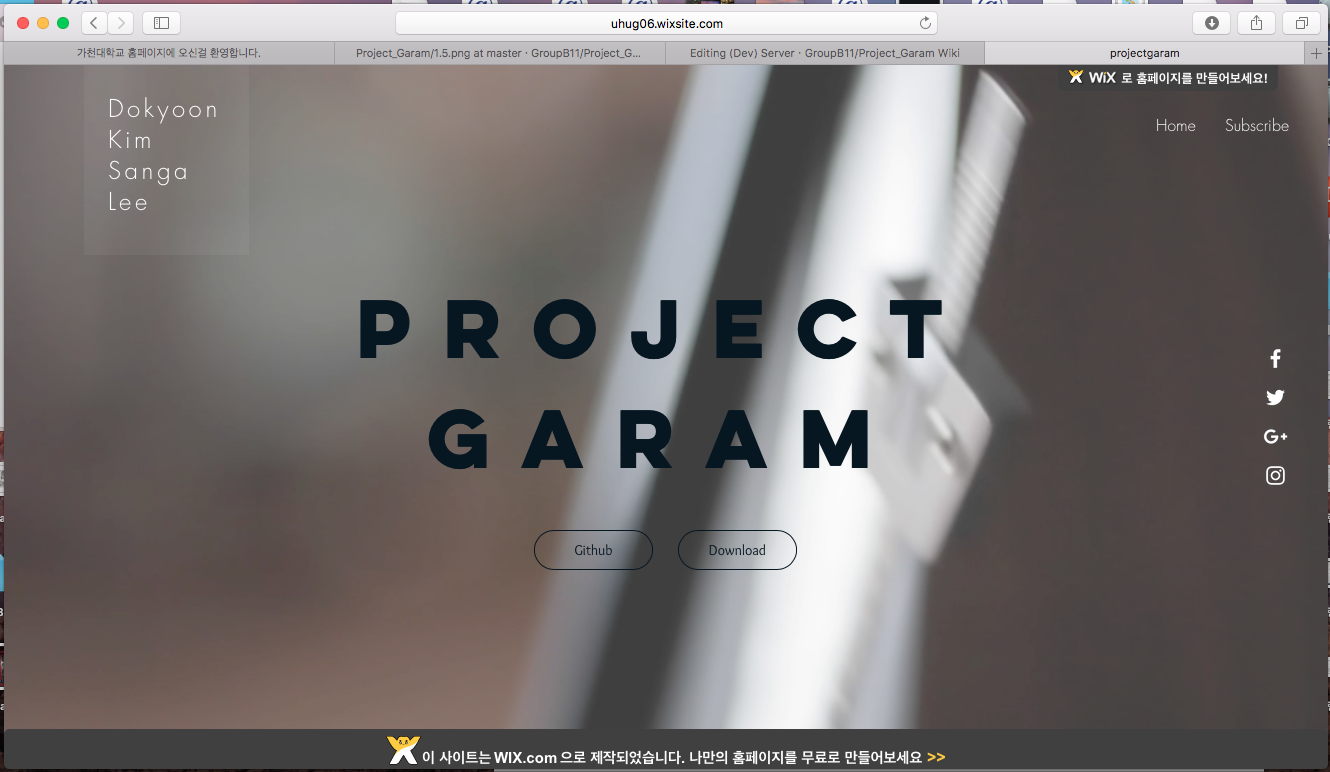 uhug06.wixsite.com
가천대학교 홈페이지에 오신걸 환영합니다.
Project_Garam/1.5.png at master · GroupB11/Project_G...
Editing (Dev) Server · GroupB11/Project_Garam Wiki
projectgaram
WiX 로 홈페이지를 만들어보세요!
Dokyoon
Kim
Sanga
Lee
Home Subscribe
PROJECT
GARAM
Github Download
이 사이트는 WIX.com 으로 제작되었습니다. 나만의 홈페이지를 무료로 만들어보세요 >>